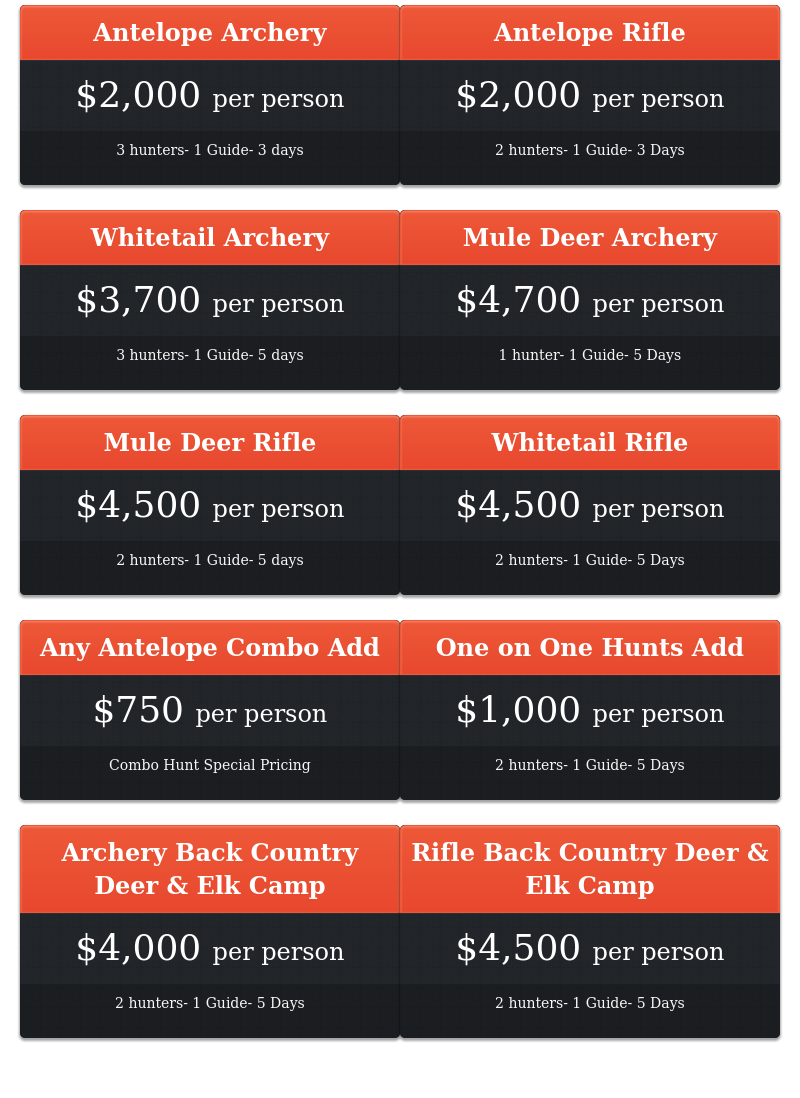 Antelope Archery
$2,000 per person
3 hunters- 1 Guide- 3 days
Antelope Rifle
$2,000 per person
2 hunters- 1 Guide- 3 Days
Whitetail Archery
$3,700 per person
3 hunters- 1 Guide- 5 days
Mule Deer Archery
$4,700 per person
1 hunter- 1 Guide- 5 Days
Mule Deer Rifle
$4,500 per person
2 hunters- 1 Guide- 5 days
Whitetail Rifle
$4,500 per person
2 hunters- 1 Guide- 5 Days
Any Antelope Combo Add
$750 per person
Combo Hunt Special Pricing
One on One Hunts Add
$1,000 per person
2 hunters- 1 Guide- 5 Days
Archery Back Country
Deer & Elk Camp
$4,000 per person
2 hunters- 1 Guide- 5 Days
Rifle Back Country Deer &
Elk Camp
$4,500 per person
2 hunters- 1 Guide- 5 Days